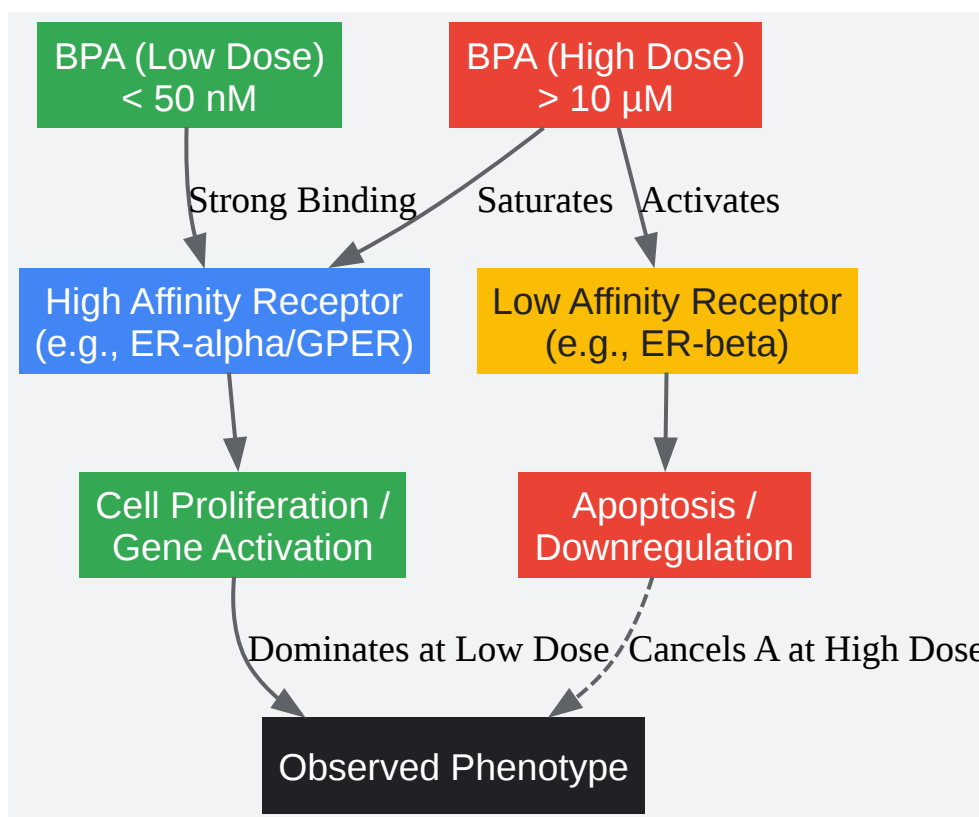 BPA (Low Dose)
< 50 nM
BPA (High Dose)
> 10 µM
Strong Binding
Saturates
Activates
High Affinity Receptor
(e.g., ER-alpha/GPER)
Low Affinity Receptor
(e.g., ER-beta)
Cell Proliferation /
Gene Activation
Apoptosis /
Downregulation
Dominates at Low Dose
Cancels A at High Dose
Observed Phenotype